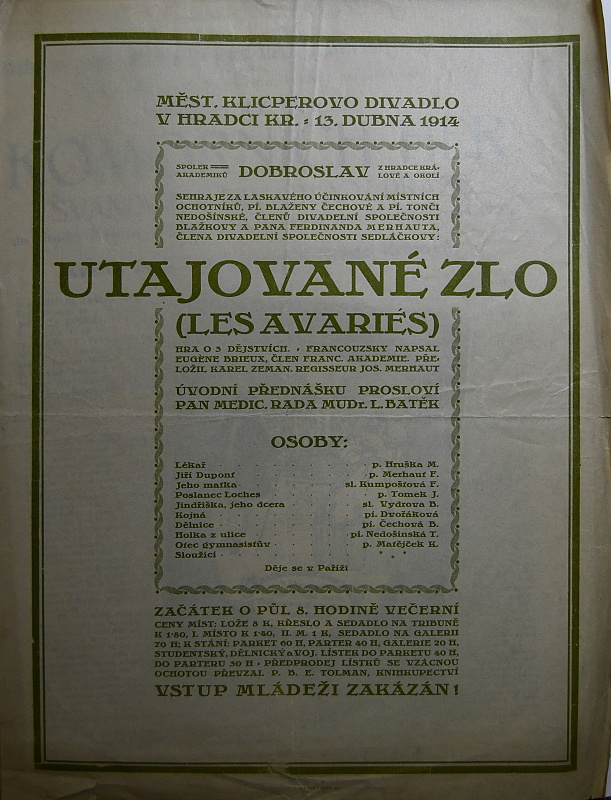 MĚST. KLICPEROVO DIVADLO
V HRADCI KR. : 13. DUBNA 1914
SPOLEK
AKADEMIKŮ
DOBROSLAV
Z HRADCE KRÁ-
LOVÉ A OKOLÍ
SEHRAJE ZA LASKAVÉHO ÚČINKOVÁNÍ MÍSTNÍCH
OCHOTNÍKŮ, PÍ. BLAŽENY ČECHOVÉ A PÍ. TONČI
NEDOŠÍNSKÉ, ČLENŮ DIVADELNÍ SPOLEČNOSTI
BLAŽKOVY A PANA FERDINANDA MERHAUTA,
ČLENA DIVADELNÍ SPOLEČNOSTI SEDLÁČKOVY:
UTAJOVANÉ ZLO
(LES AVARIÉS)
HRA O 3 DĚJSTVÍCH. • FRANCOUZSKY NAPSAL
EUGÈNE BRIEUX, ČLEN FRANC. AKADEMIE. PŘE-
LOŽIL KAREL ZEMAN. REGISSEUR JOS. MERHAUT
ÚVODNÍ PŘEDNÁŠKU PROSLOVÍ
PAN MEDIC. RADA MUDr. L. BATĚK
OSOBY:
Lékař p. Hruška M.
Jiří Dupont p. Merhaut F.
Jeho matka sl. Kumpoštová F.
Poslanec Loches p. Tomek J.
Jindřiška, jeho dcera sl. Vydrova B.
Kojná pí. Dvořáková
Dělnice pí. Čechová B.
Holka z ulice pí. Nedošínská T.
Otec gymnasistův p. Matějček K.
Sloužící * * *
Děje se v Paříži
ZAČÁTEK O PŮL 8. HODINĚ VEČERNÍ
CENY MÍST: LOŽE 8 K, KŘESLO A SEDADLO NA TRIBUNĚ
K 1·80, I. MÍSTO K 1·40, II. M. 1 K, SEDADLO NA GALERII
70 H; K STÁNÍ: PARKET 60 H, PARTER 40 H, GALERIE 20 H,
STUDENTSKÝ, DĚLNICKÝ a VOJ. LÍSTEK DO PARKETU 40 H,
DO PARTERU 30 H • PŘEDPRODEJ LÍSTKŮ SE VZÁCNOU
OCHOTOU PŘEVZAL P. B. E. TOLMAN, KNIHKUPECTVÍ
VSTUP MLÁDEŽI ZAKÁZÁN!